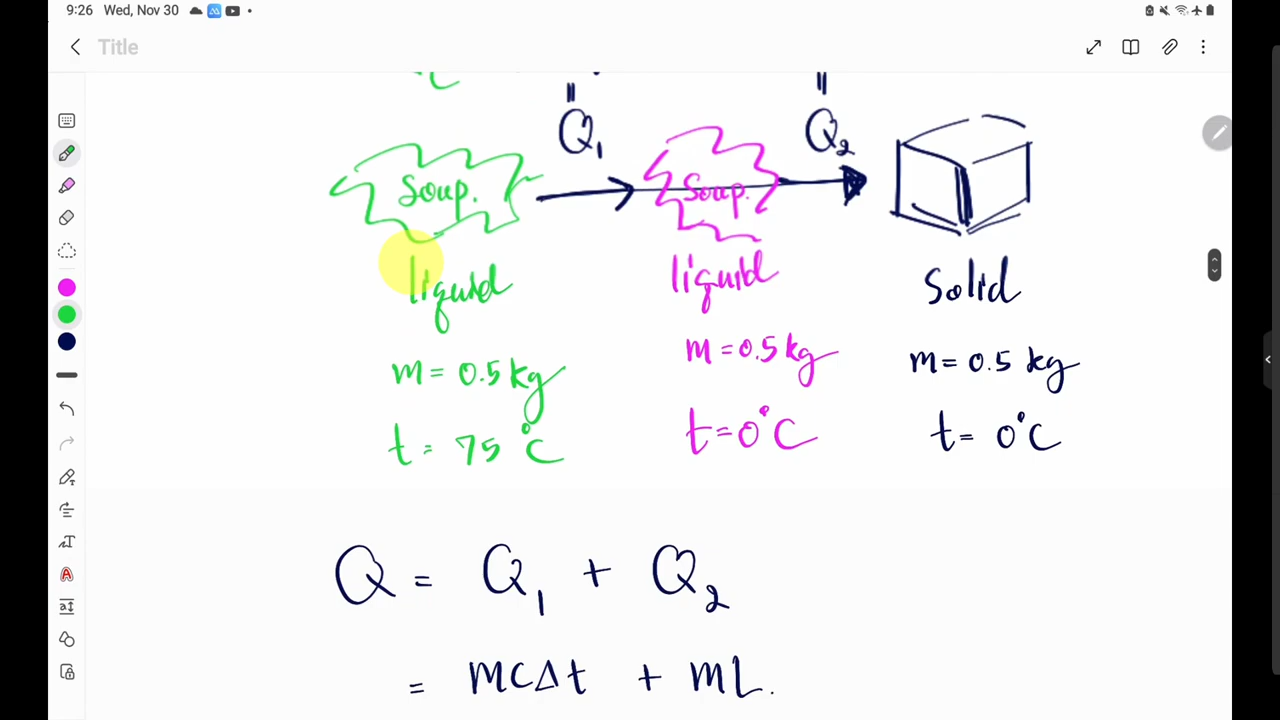 9:26 Wed, Nov 30
Title
Q₁ Q₂
Soup. Soup.
liquid liquid Solid
m = 0.5 kg m = 0.5 kg m = 0.5 kg
t = 75 °C t = 0°C t = 0°C
Q = Q₁ + Q₂
= mcΔt + mL.